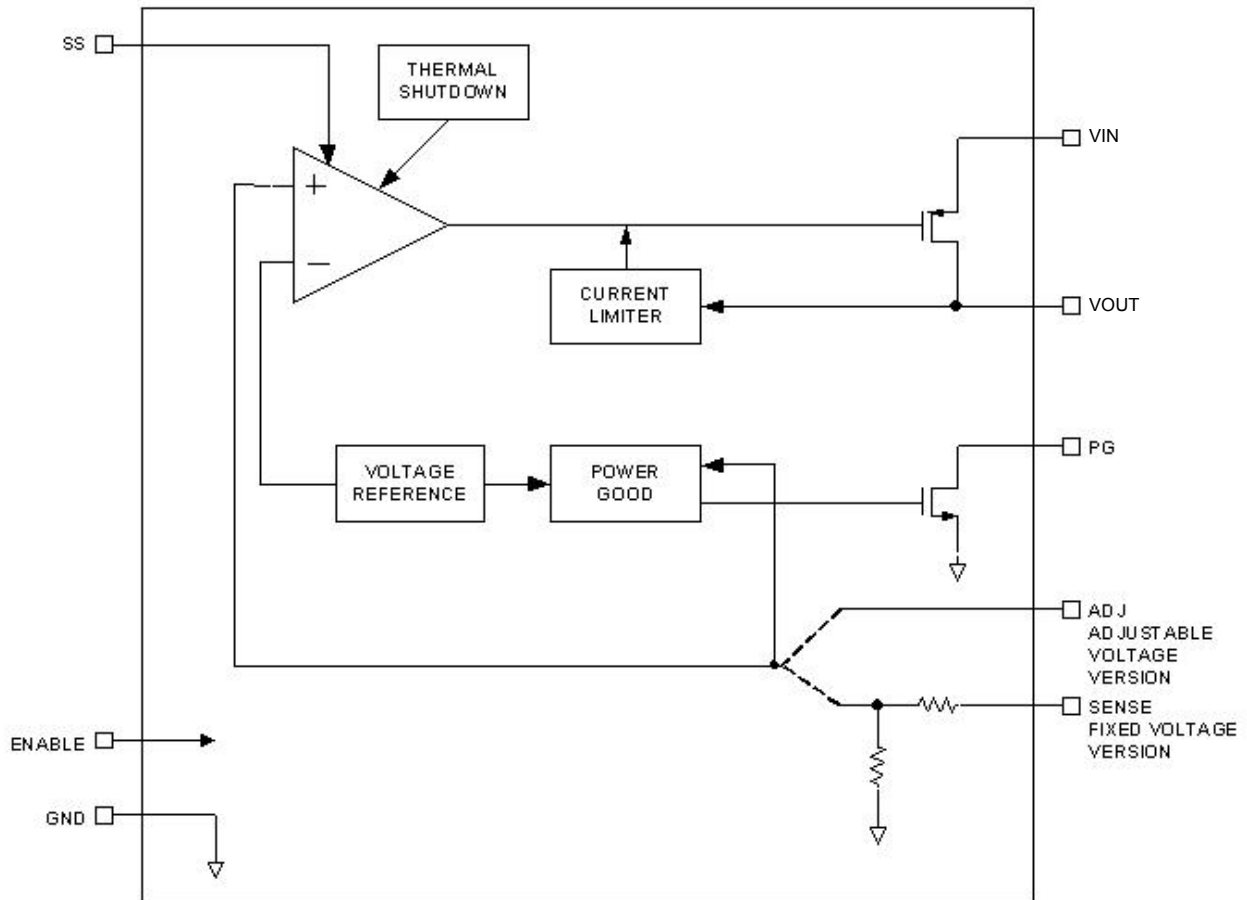 SS
THERMAL
SHUTDOWN
VIN
+
−
CURRENT
LIMITER
VOUT
VOLTAGE
REFERENCE
POWER
GOOD
PG
ADJ
ADJUSTABLE
VOLTAGE
VERSION
SENSE
FIXED VOLTAGE
VERSION
ENABLE
GND